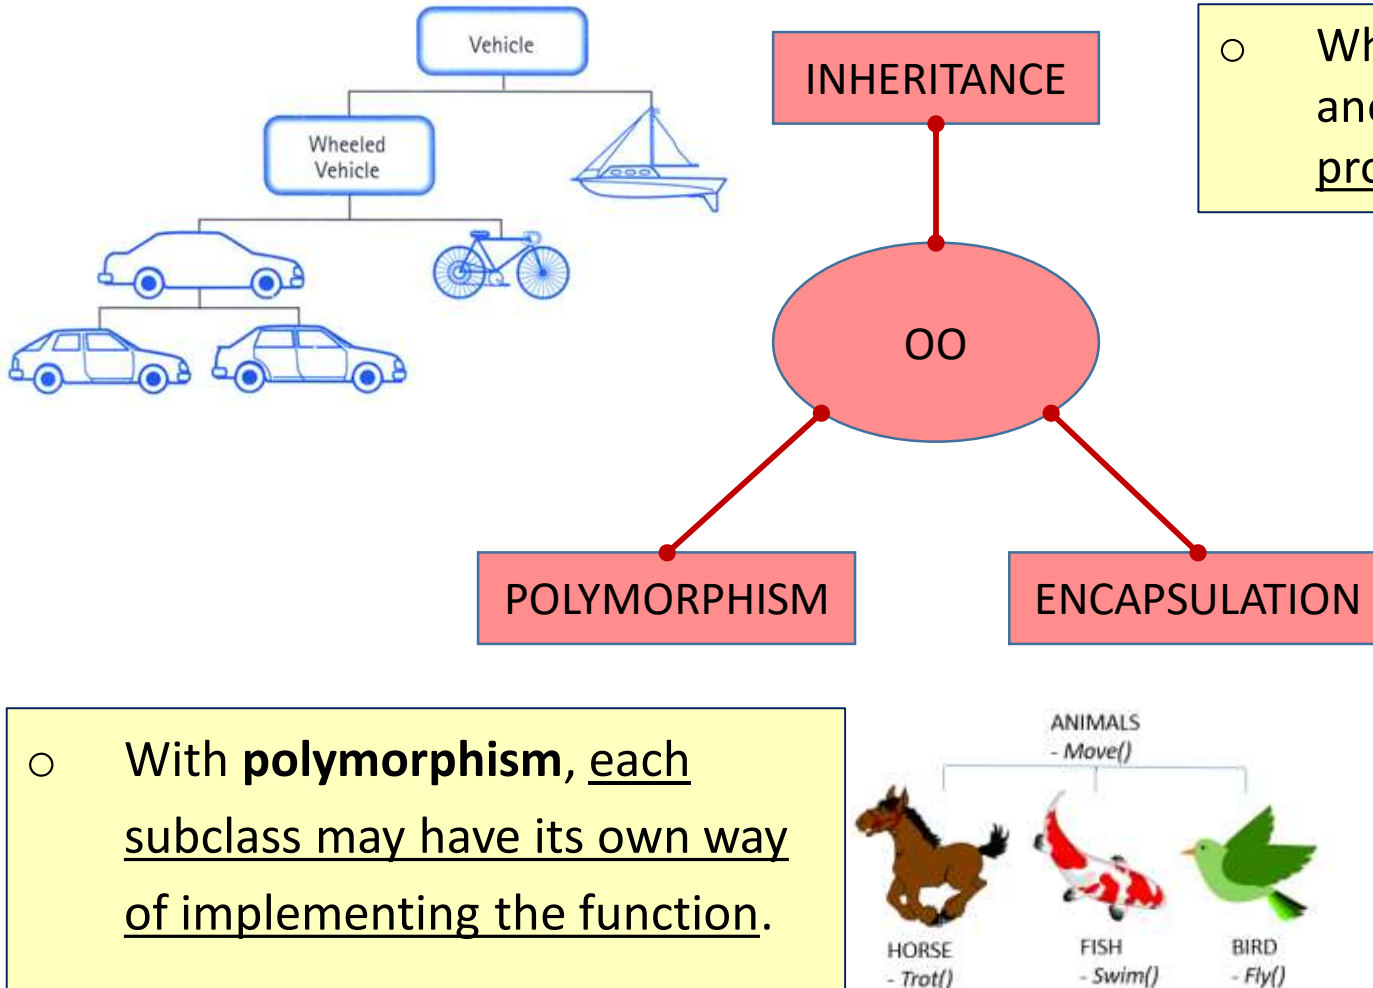 Vehicle
Wheeled
Vehicle
INHERITANCE
OO
POLYMORPHISM
ENCAPSULATION
○ With polymorphism, each
subclass may have its own way
of implementing the function.
ANIMALS
- Move()
HORSE
- Trot()
FISH
- Swim()
BIRD
- Fly()